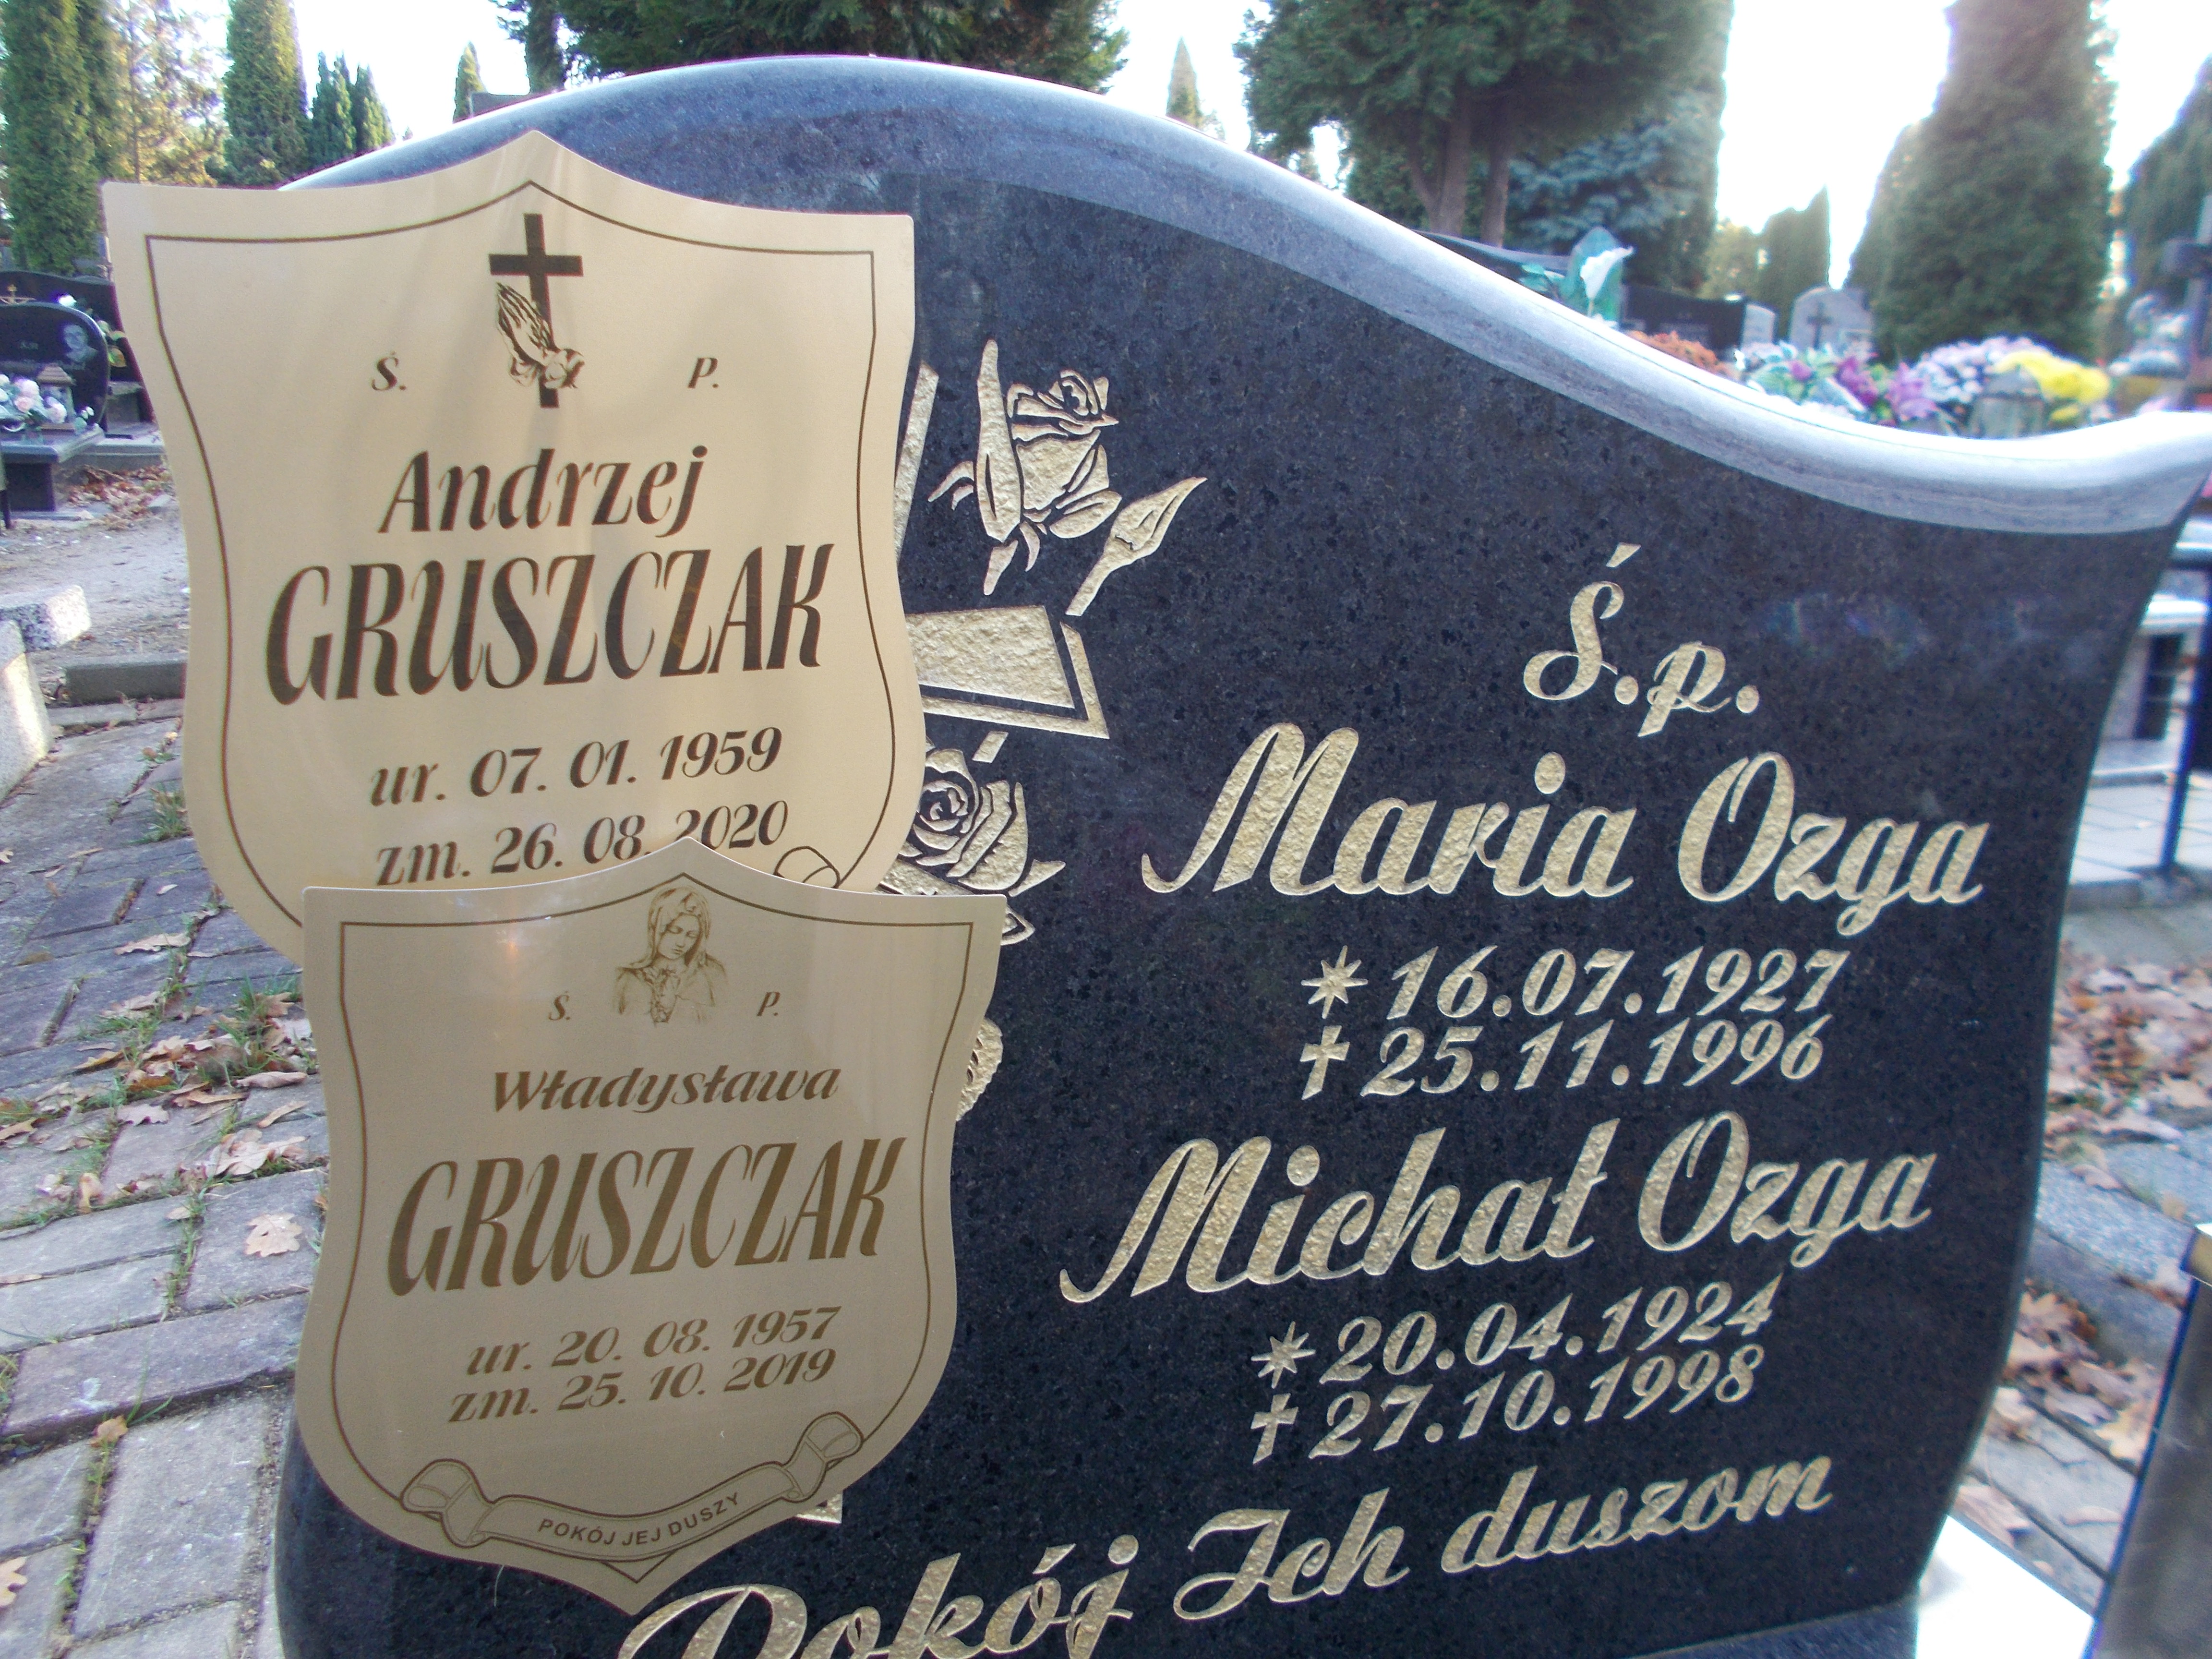 Ś. P.
Andrzej
GRUSZCZAK
ur. 07. 01. 1959
zm. 26. 08. 2020
Ś. P.
Władysława
GRUSZCZAK
ur. 20. 08. 1957
zm. 25. 10. 2019
POKÓJ JEJ DUSZY
Ś.p.
Maria Ozga
* 16.07.1927
† 25.11.1996
Michał Ozga
* 20.04.1924
† 27.10.1998
Pokój Ich duszom